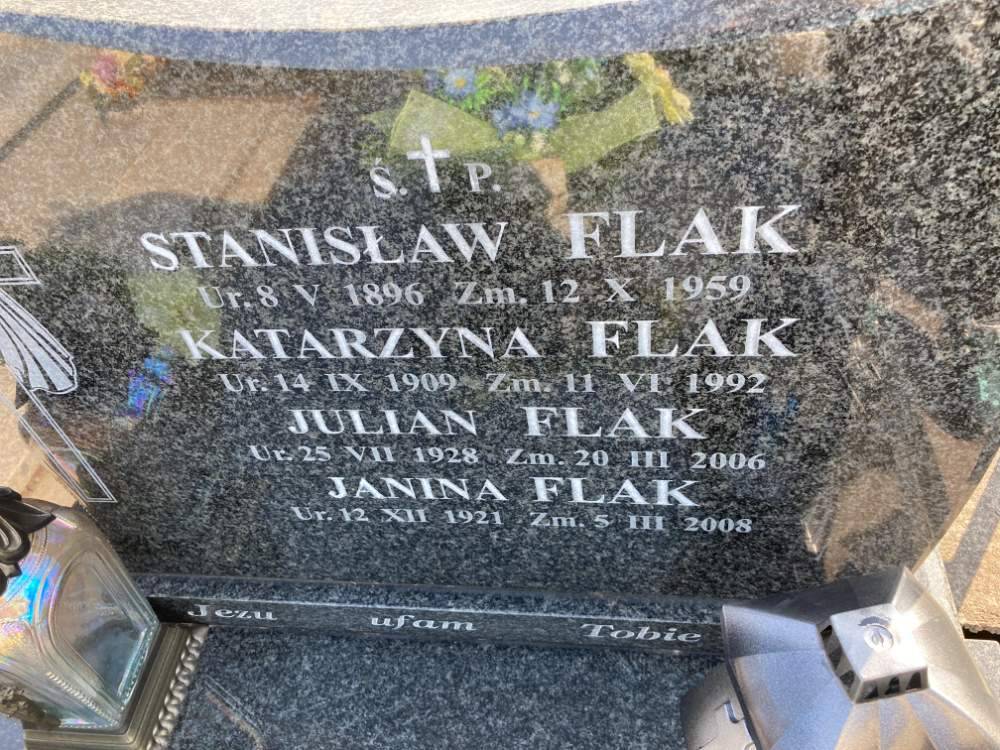 Ś. P.
STANISŁAW FLAK
Ur. 8 V 1896 Zm. 12 X 1959
KATARZYNA FLAK
Ur. 14 IX 1909 Zm. 11 VI 1992
JULIAN FLAK
Ur. 25 VII 1928 Zm. 20 III 2006
JANINA FLAK
Ur. 12 XII 1921 Zm. 5 III 2008
Jezu ufam Tobie